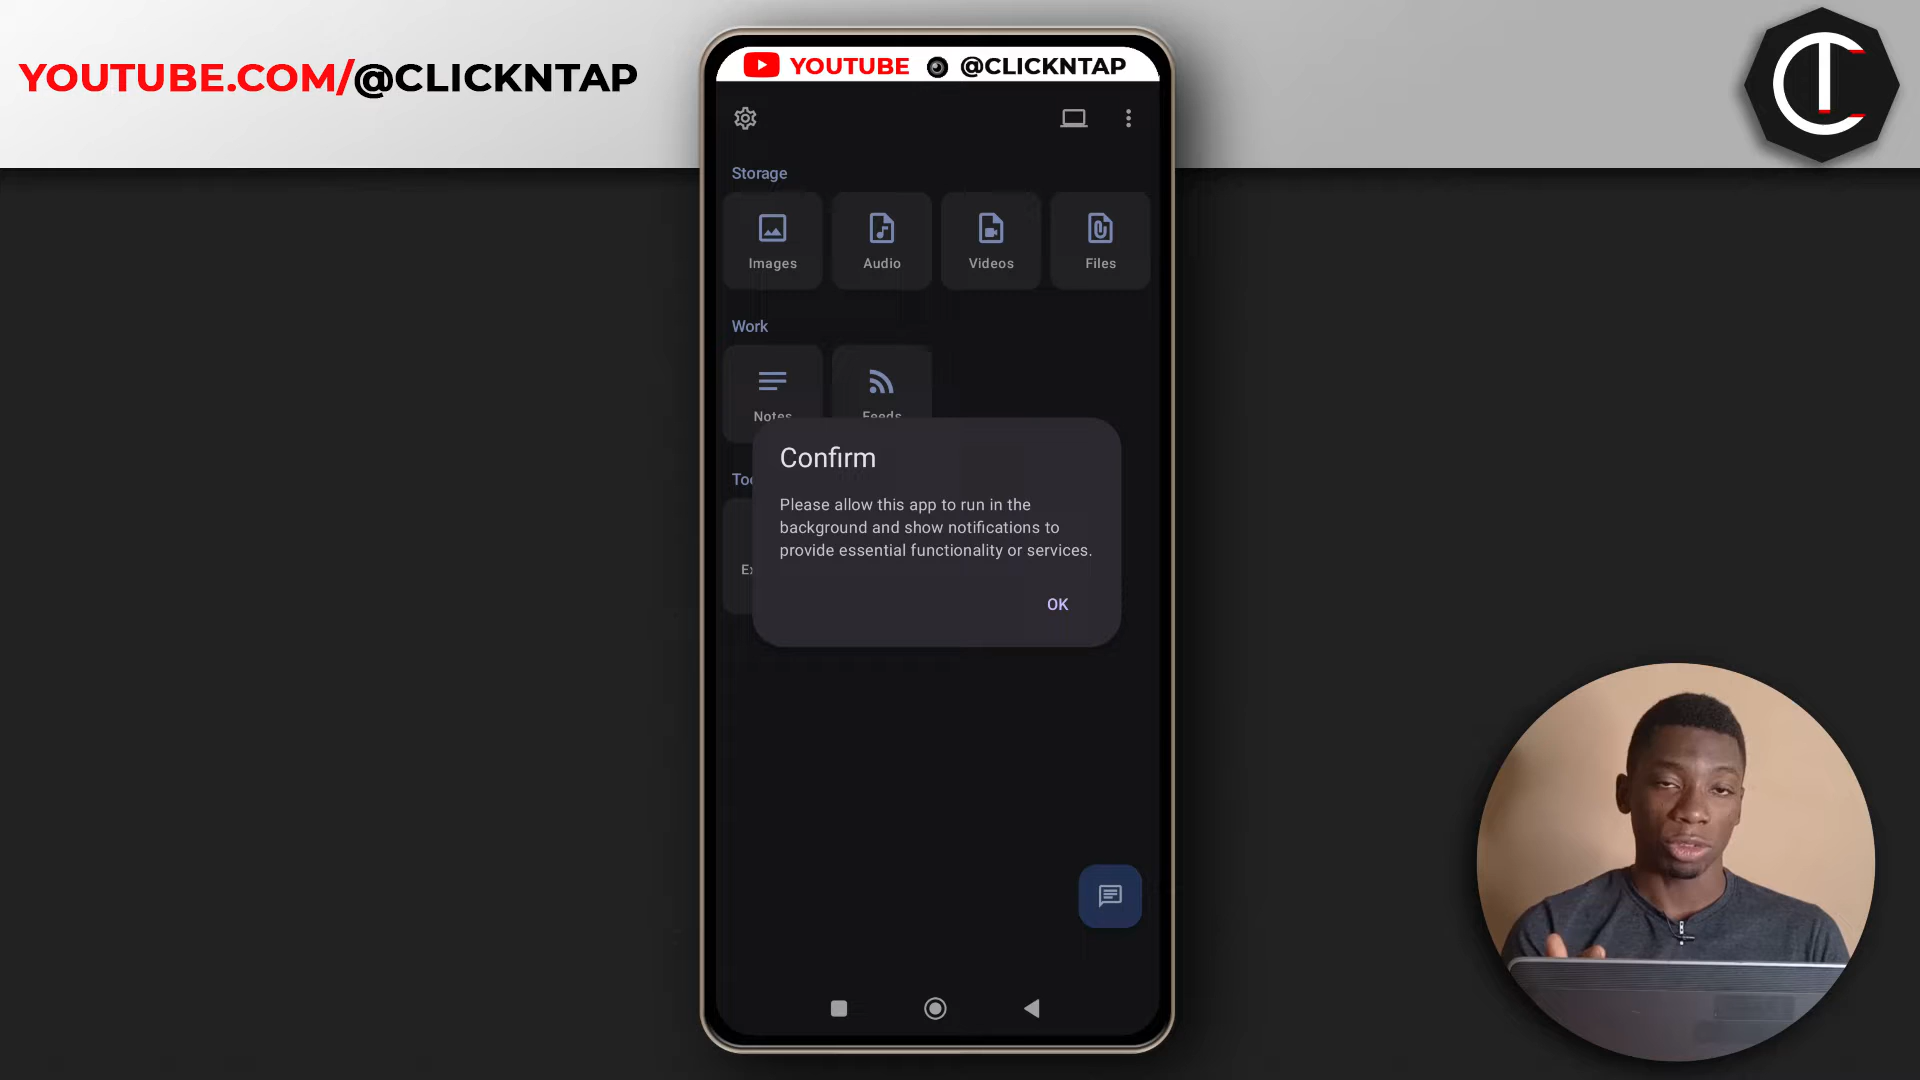 YOUTUBE.COM/@CLICKNTAP
YOUTUBE @CLICKNTAP
Storage
Images Audio Videos Files
Work
Notes Feeds
Confirm
Please allow this app to run in the
background and show notifications to
provide essential functionality or services.
OK